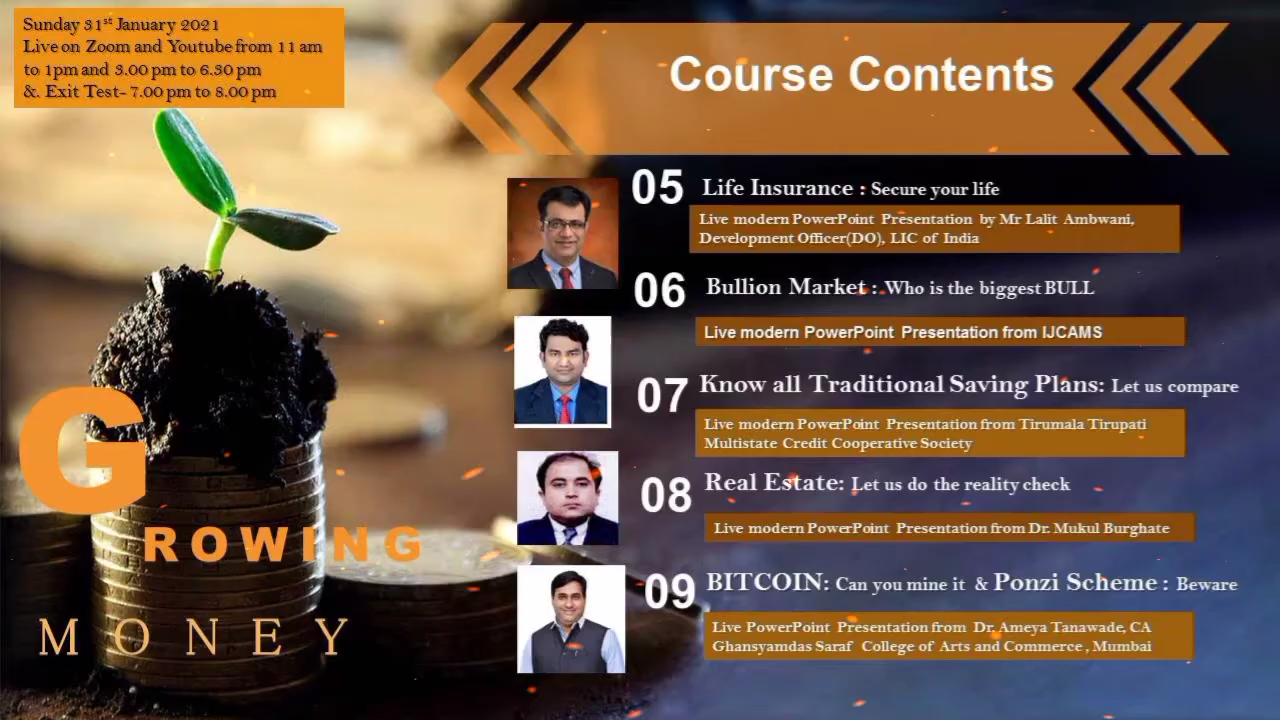 Sunday 31st January 2021
Live on Zoom and Youtube from 11 am
to 1pm and 3.00 pm to 6.30 pm
&. Exit Test- 7.00 pm to 8.00 pm
Course Contents
05 Life Insurance : Secure your life
Live modern PowerPoint Presentation by Mr Lalit Ambwani,
Development Officer(DO), LIC of India
06 Bullion Market : Who is the biggest BULL
Live modern PowerPoint Presentation from IJCAMS
07 Know all Traditional Saving Plans: Let us compare
Live modern PowerPoint Presentation from Tirumala Tirupati
Multistate Credit Cooperative Society
08 Real Estate: Let us do the reality check
Live modern PowerPoint Presentation from Dr. Mukul Burghate
09 BITCOIN: Can you mine it & Ponzi Scheme : Beware
Live PowerPoint Presentation from Dr. Ameya Tanawade, CA
Ghansyamdas Saraf College of Arts and Commerce , Mumbai
GROWING
MONEY